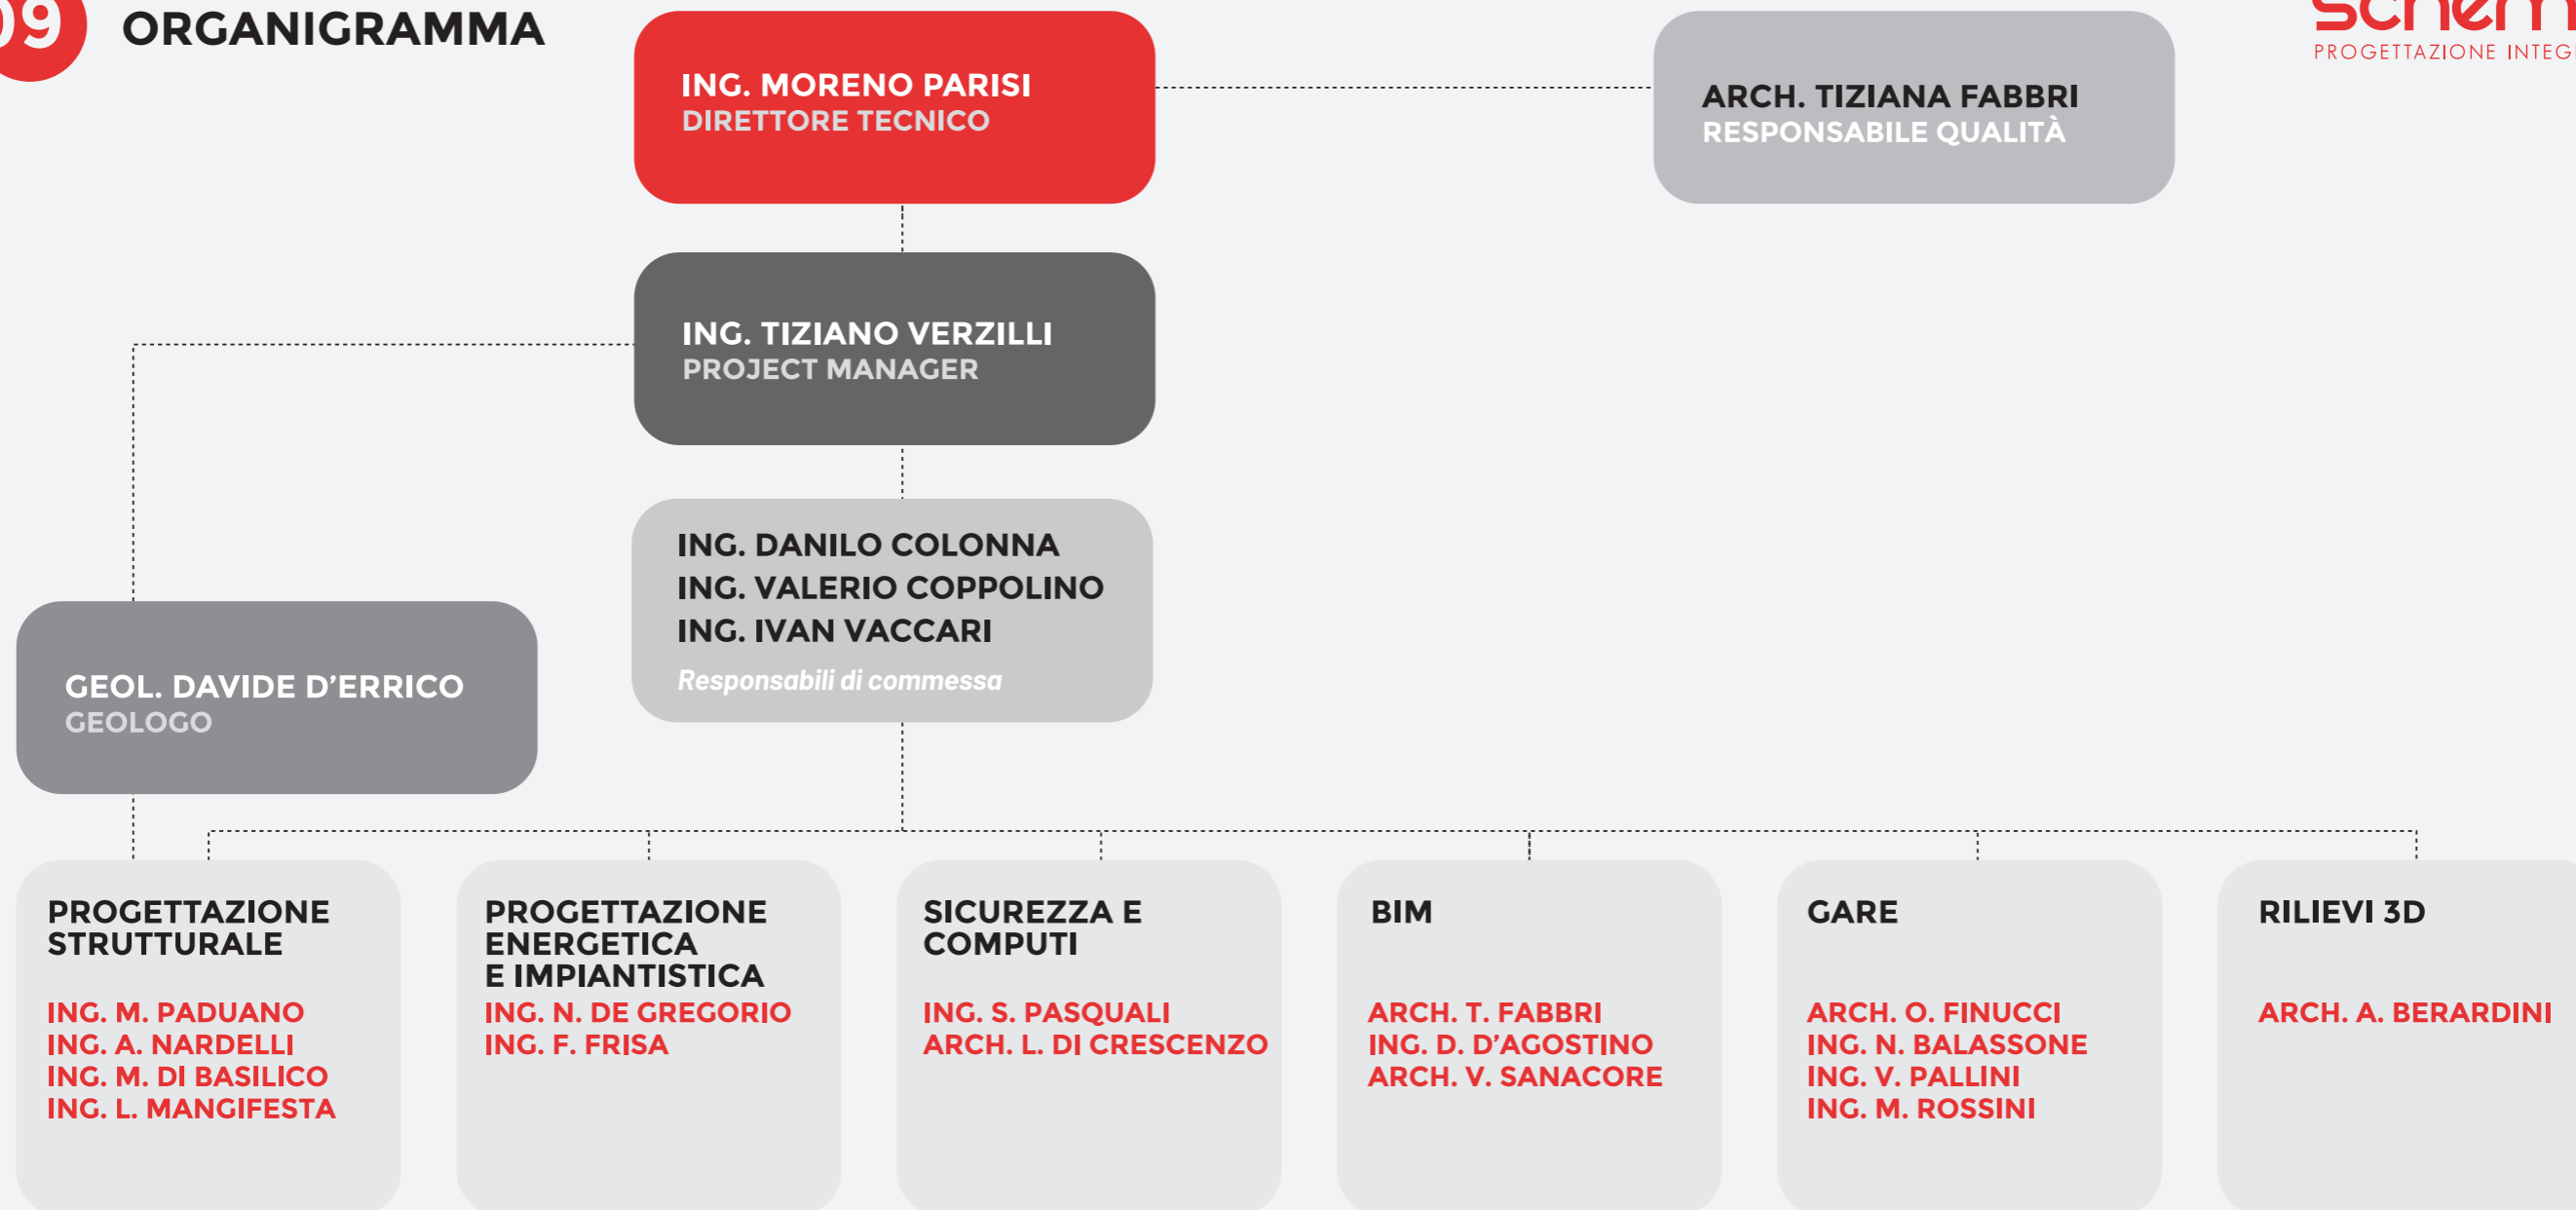 09
ORGANIGRAMMA
ING. MORENO PARISI
DIRETTORE TECNICO
ARCH. TIZIANA FABBRI
RESPONSABILE QUALITÀ
ING. TIZIANO VERZILLI
PROJECT MANAGER
ING. DANILO COLONNA
ING. VALERIO COPPOLINO
ING. IVAN VACCARI
Responsabili di commessa
GEOL. DAVIDE D’ERRICO
GEOLOGO
PROGETTAZIONE
STRUTTURALE
ING. M. PADUANO
ING. A. NARDELLI
ING. M. DI BASILICO
ING. L. MANGIFESTA
PROGETTAZIONE
ENERGETICA
E IMPIANTISTICA
ING. N. DE GREGORIO
ING. F. FRISA
SICUREZZA E
COMPUTI
ING. S. PASQUALI
ARCH. L. DI CRESCENZO
BIM
ARCH. T. FABBRI
ING. D. D’AGOSTINO
ARCH. V. SANACORE
GARE
ARCH. O. FINUCCI
ING. N. BALASSONE
ING. V. PALLINI
ING. M. ROSSINI
RILIEVI 3D
ARCH. A. BERARDINI
PROGETTAZIONE